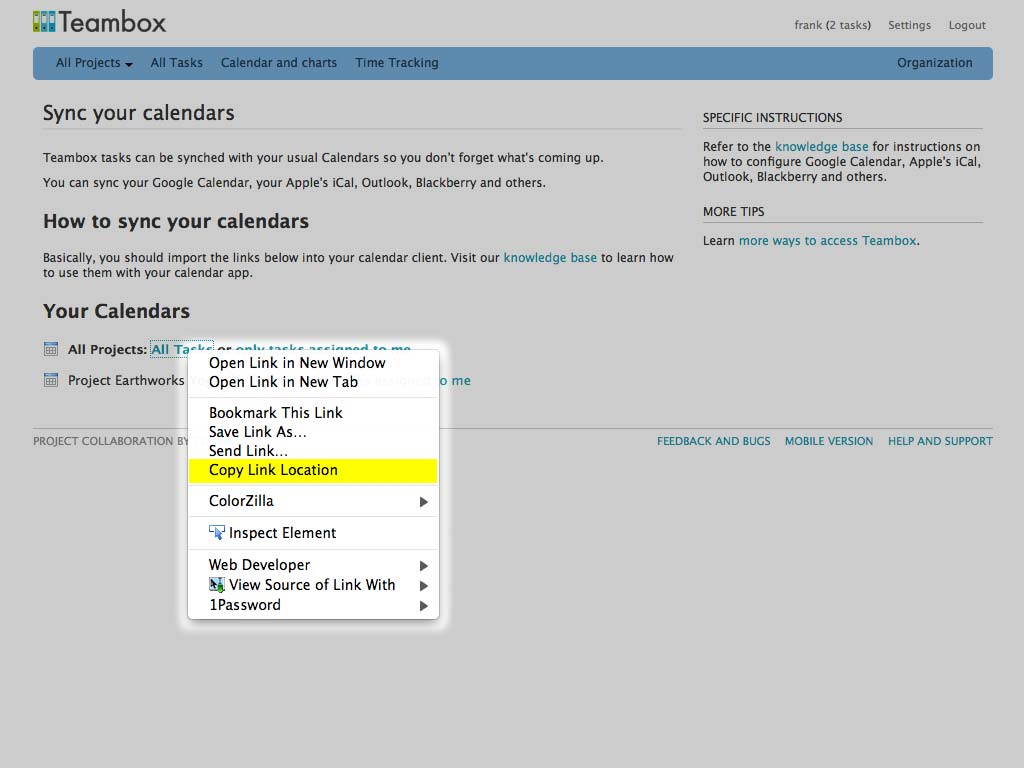 Teambox
frank (2 tasks) Settings Logout
All Projects All Tasks Calendar and charts Time Tracking Organization
Sync your calendars
Teambox tasks can be synched with your usual Calendars so you don't forget what's coming up.
You can sync your Google Calendar, your Apple's iCal, Outlook, Blackberry and others.
How to sync your calendars
Basically, you should import the links below into your calendar client. Visit our knowledge base to learn how
to use them with your calendar app.
Your Calendars
All Projects: All Tasks or only tasks assigned to me
Project Earthworks assigned to me
Open Link in New Window
Open Link in New Tab
Bookmark This Link
Save Link As...
Send Link...
Copy Link Location
ColorZilla
Inspect Element
Web Developer
View Source of Link With
1Password
SPECIFIC INSTRUCTIONS
Refer to the knowledge base for instructions on
how to configure Google Calendar, Apple's iCal,
Outlook, Blackberry and others.
MORE TIPS
Learn more ways to access Teambox.
PROJECT COLLABORATION BY
FEEDBACK AND BUGS MOBILE VERSION HELP AND SUPPORT